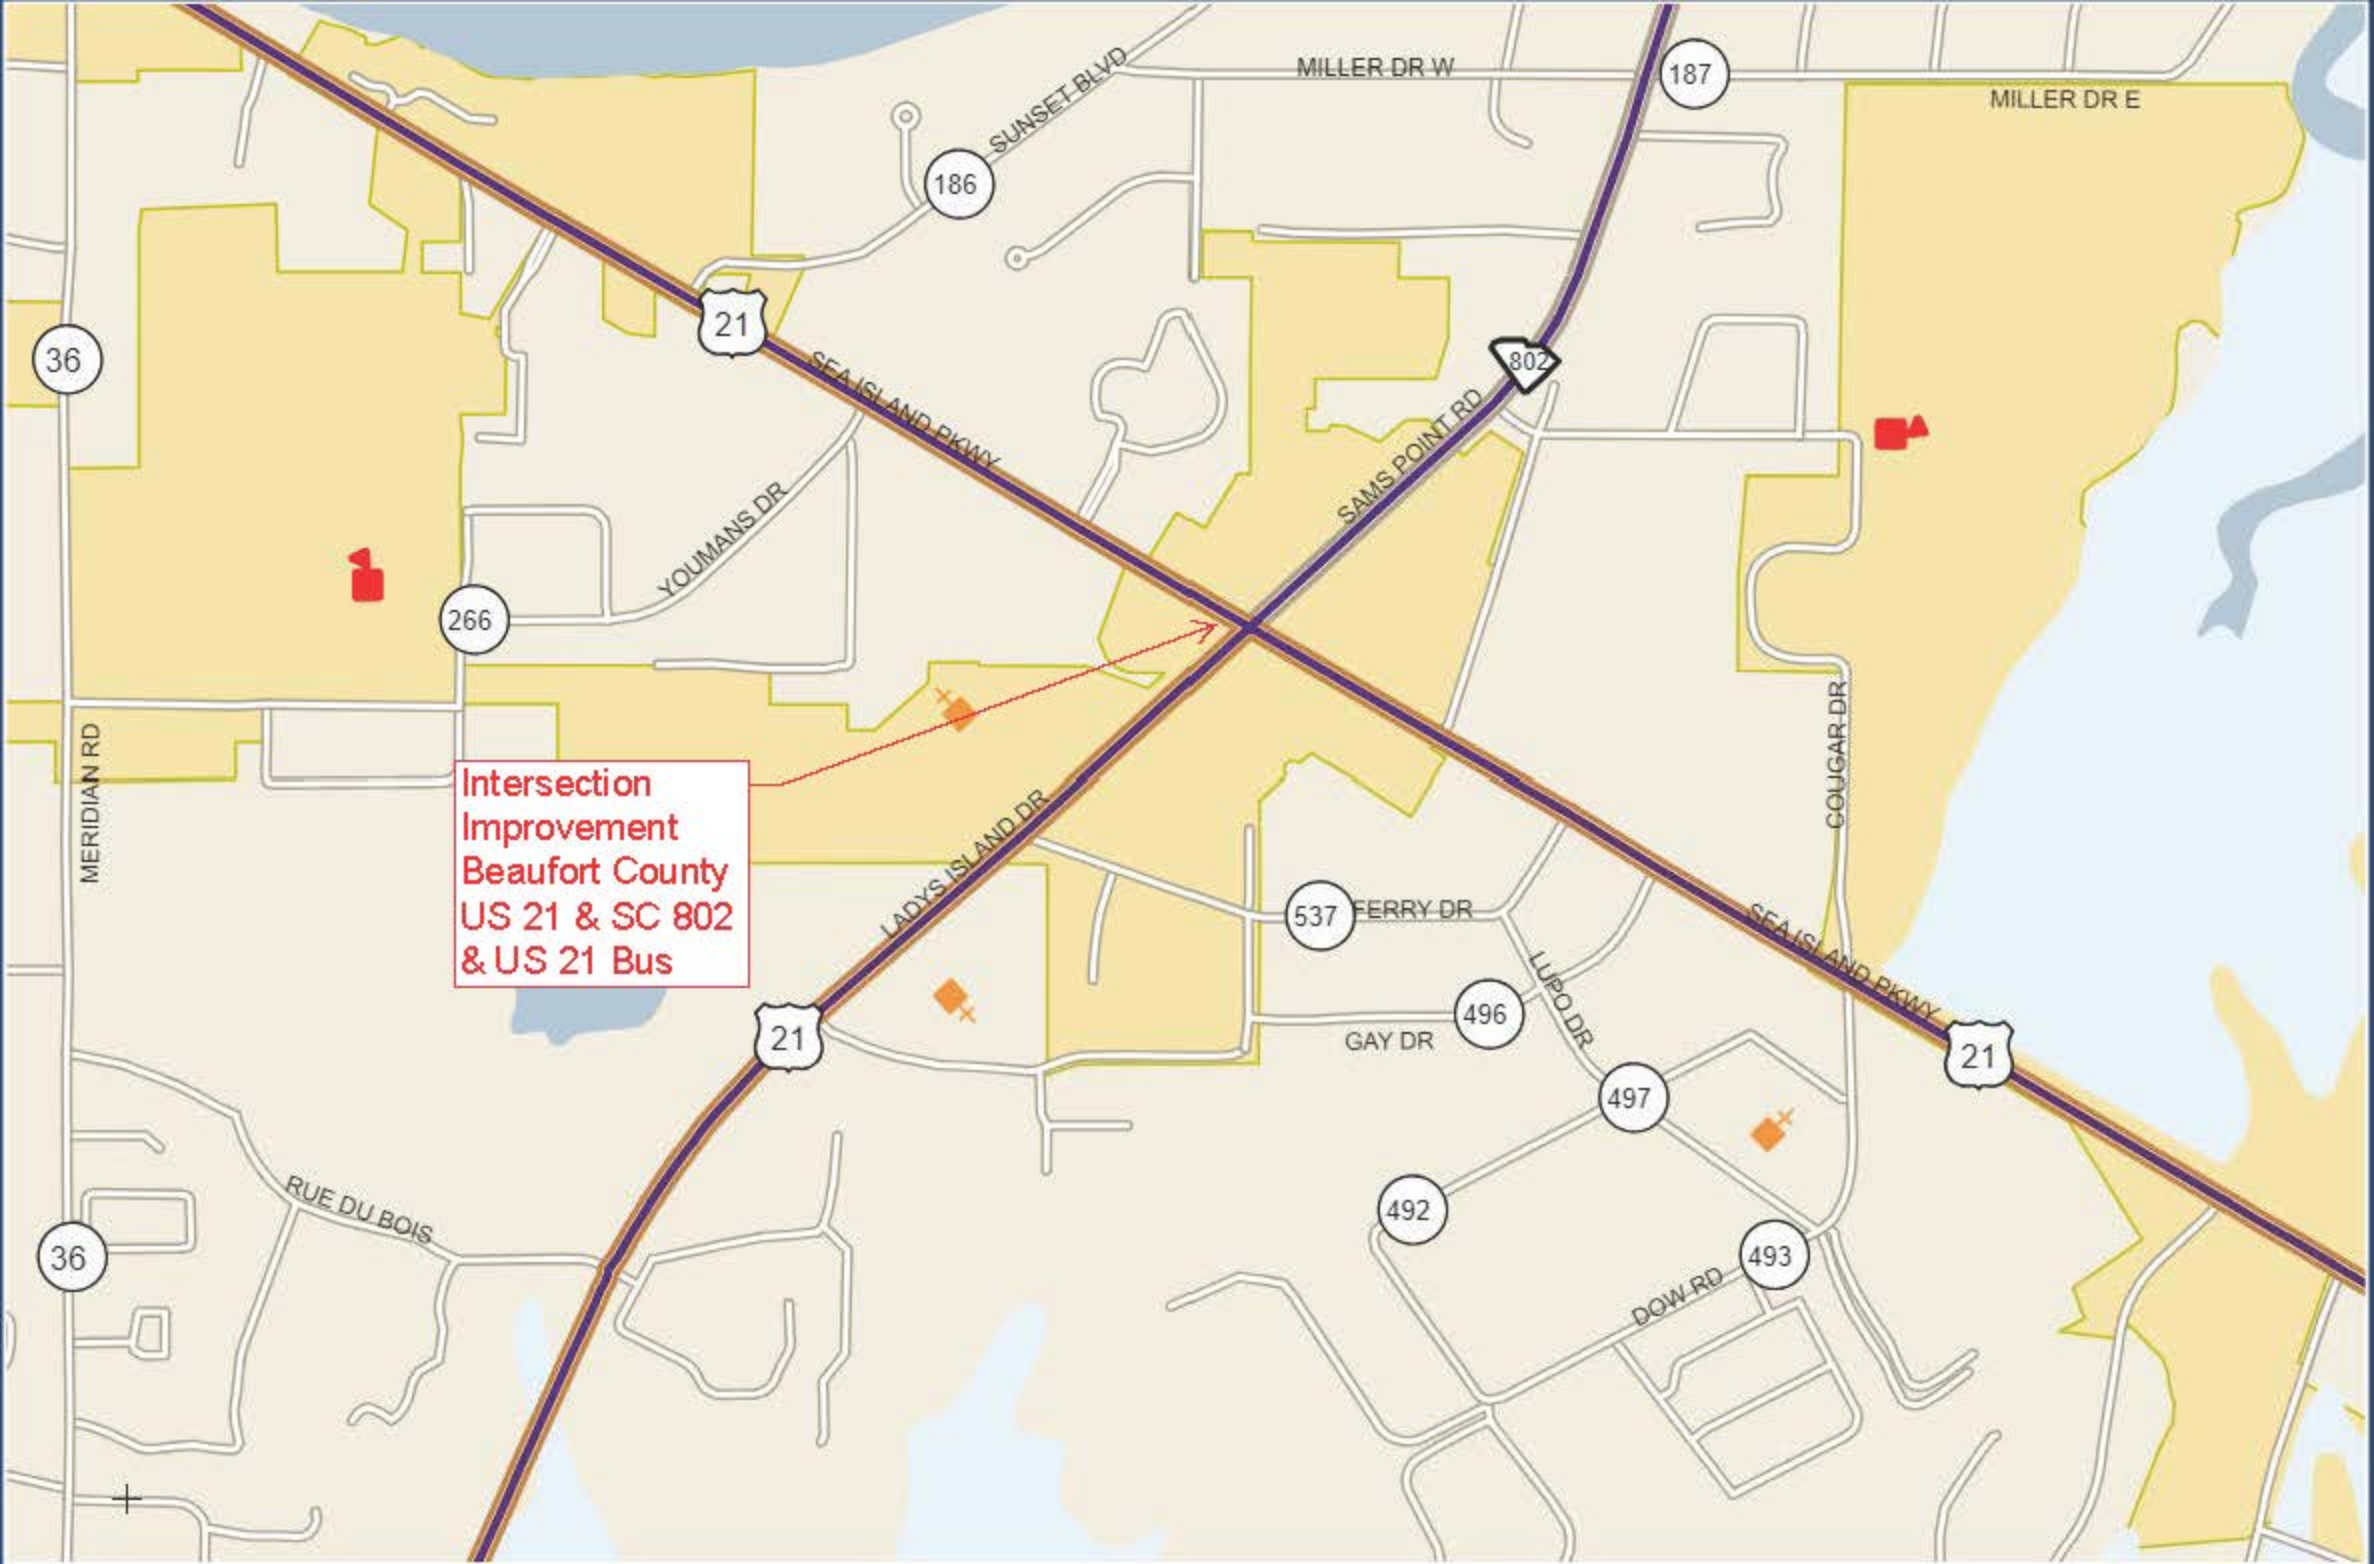 MILLER DR W
187
MILLER DR E
SUNSET BLVD
186
21
36
802
SEA ISLAND PKWY
SAMS POINT RD
YOUMANS DR
266
COUGAR DR
MERIDIAN RD
Intersection
Improvement
Beaufort County
US 21 & SC 802
& US 21 Bus
LADYS ISLAND DR
537
FERRY DR
SEA ISLAND PKWY
LUPO DR
496
GAY DR
21
21
497
RUE DU BOIS
492
36
493
DOW RD